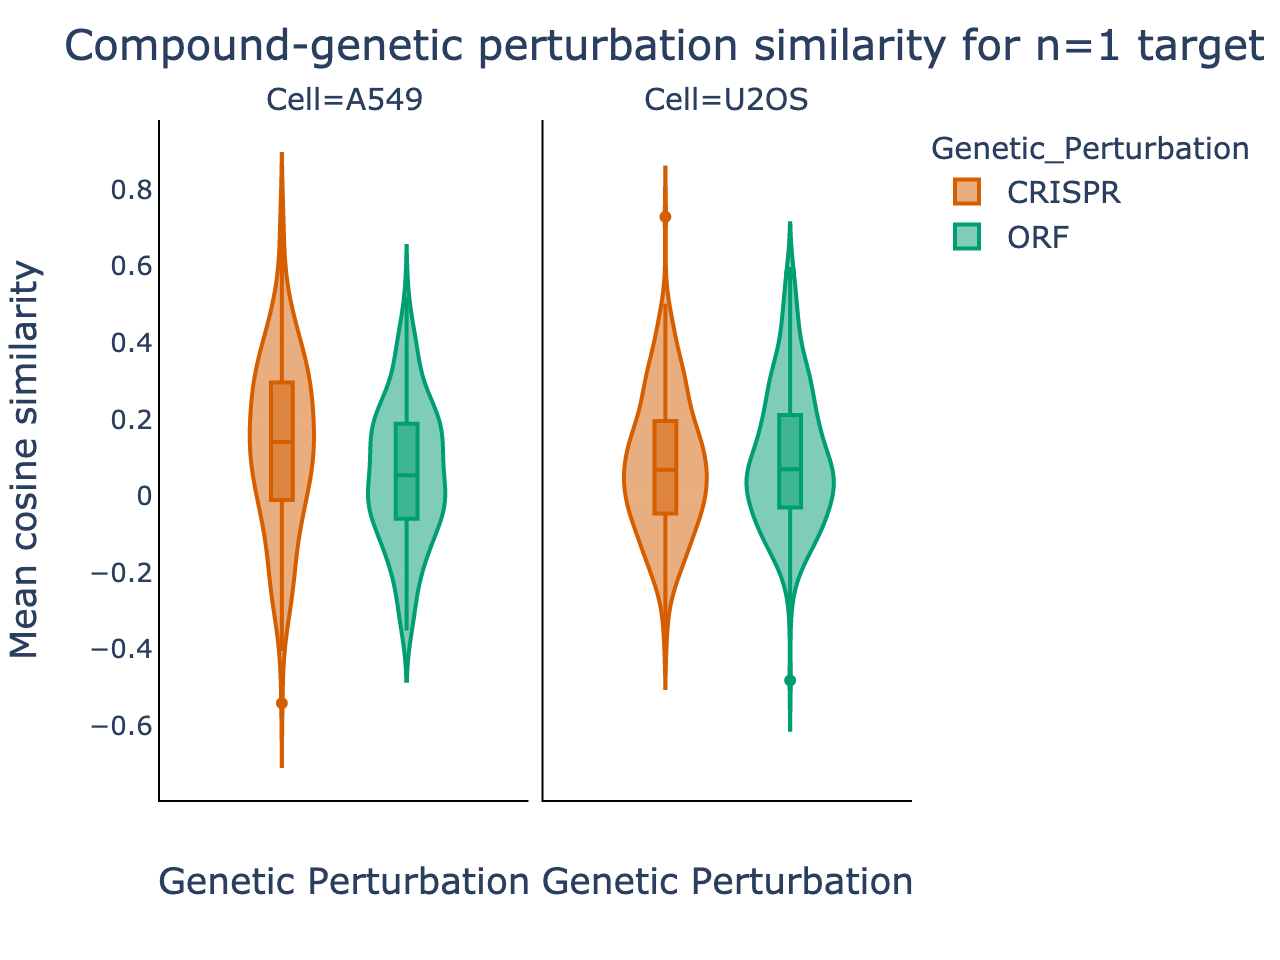 Compound-genetic perturbation similarity for n=1 target
Cell=A549
Cell=U2OS
Genetic_Perturbation
CRISPR
ORF
Mean cosine similarity
0.8
0.6
0.4
0.2
0
−0.2
−0.4
−0.6
Genetic Perturbation
Genetic Perturbation